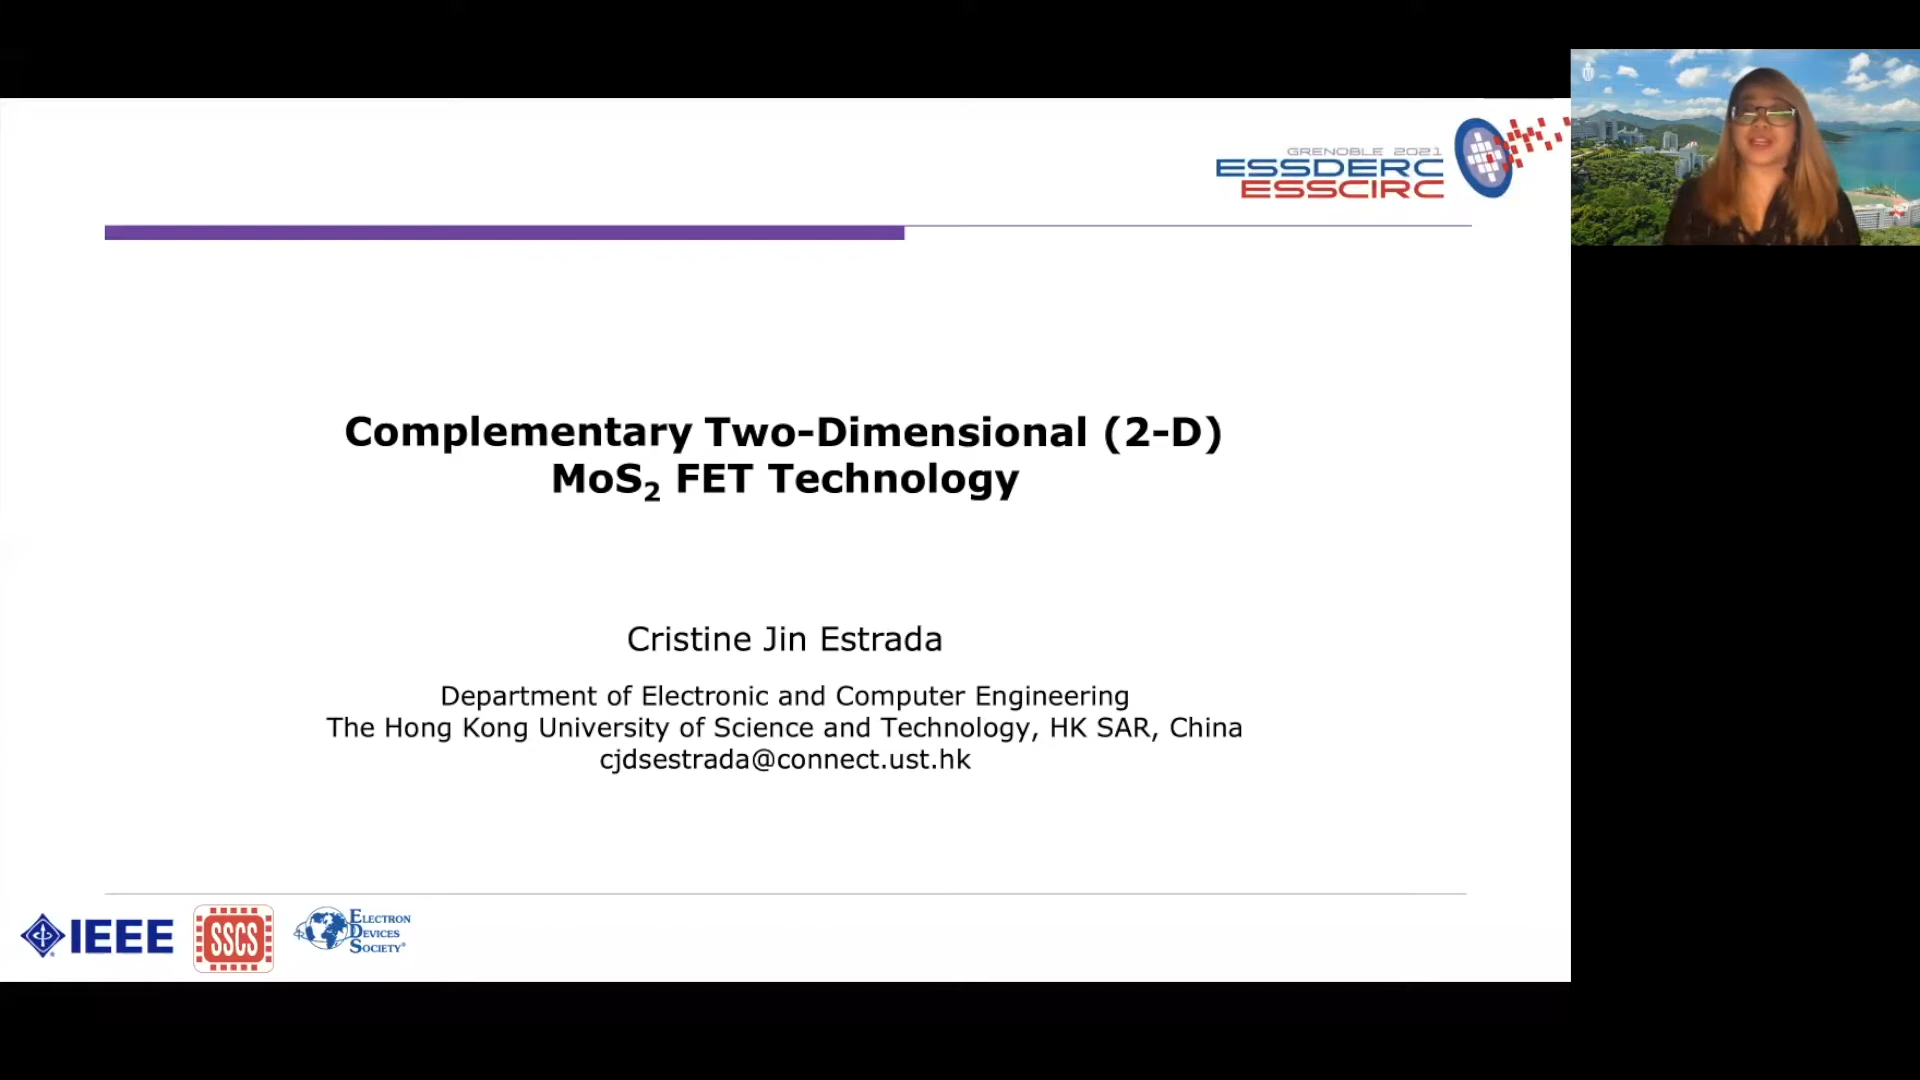 GRENOBLE 2021
ESSDERC
ESSCIRC
Complementary Two-Dimensional (2-D)
MoS₂ FET Technology
Cristine Jin Estrada
Department of Electronic and Computer Engineering
The Hong Kong University of Science and Technology, HK SAR, China
cjdsestrada@connect.ust.hk
IEEE
SSCS
ELECTRON
DEVICES
SOCIETY®